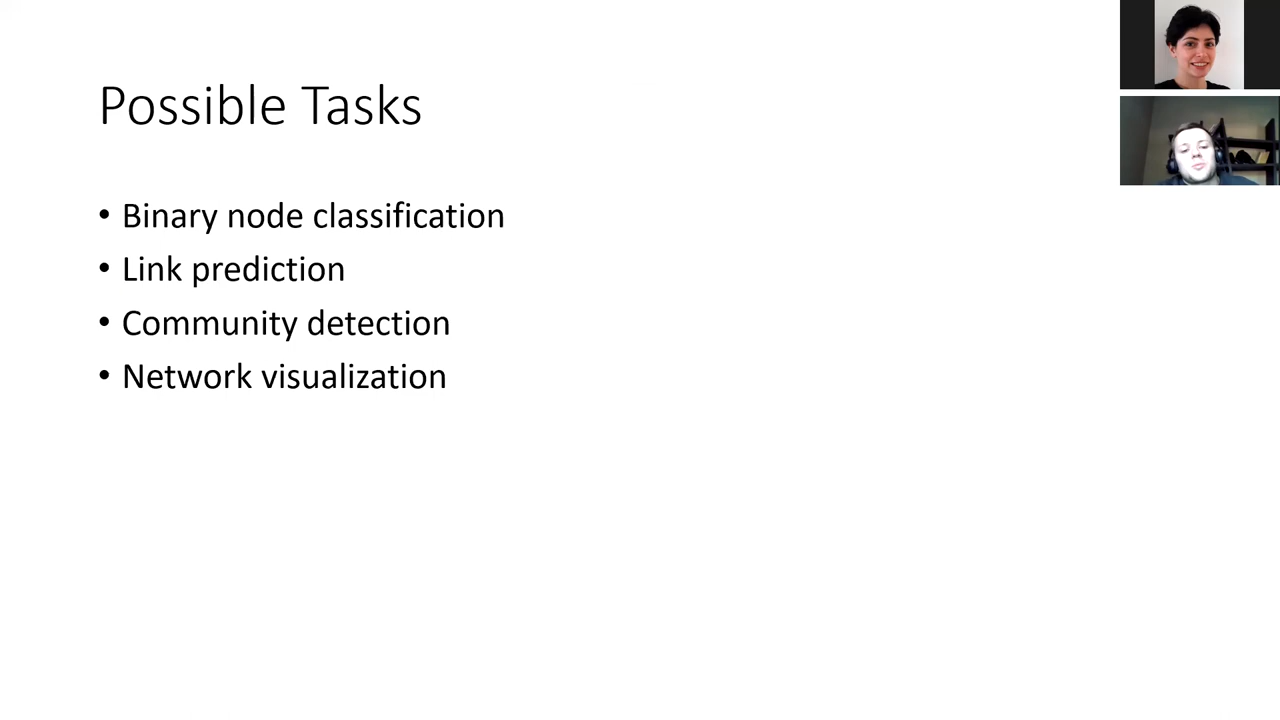 Possible Tasks
• Binary node classification
• Link prediction
• Community detection
• Network visualization